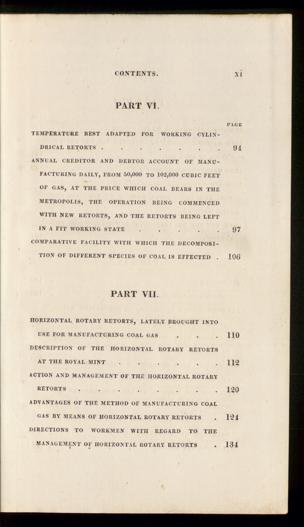 CONTENTS. xi
PART VI.
PAGE
TEMPERATURE BEST ADAPTED FOR WORKING CYLIN-
DRICAL RETORTS . . . . . . . 94
ANNUAL CREDITOR AND DEBTOR ACCOUNT OF MANU-
FACTURING DAILY, FROM 50,000 TO 102,000 CUBIC FEET
OF GAS, AT THE PRICE WHICH COAL BEARS IN THE
METROPOLIS, THE OPERATION BEING COMMENCED
WITH NEW RETORTS, AND THE RETORTS BEING LEFT
IN A FIT WORKING STATE . . . . . 97
COMPARATIVE FACILITY WITH WHICH THE DECOMPOSI-
TION OF DIFFERENT SPECIES OF COAL IS EFFECTED . 106
PART VII.
HORIZONTAL ROTARY RETORTS, LATELY BROUGHT INTO
USE FOR MANUFACTURING COAL GAS . . . 110
DESCRIPTION OF THE HORIZONTAL ROTARY RETORTS
AT THE ROYAL MINT . . . . . . 112
ACTION AND MANAGEMENT OF THE HORIZONTAL ROTARY
RETORTS . . . . . . . . 120
ADVANTAGES OF THE METHOD OF MANUFACTURING COAL
GAS BY MEANS OF HORIZONTAL ROTARY RETORTS . 124
DIRECTIONS TO WORKMEN WITH REGARD TO THE
MANAGEMENT OF HORIZONTAL ROTARY RETORTS . 134